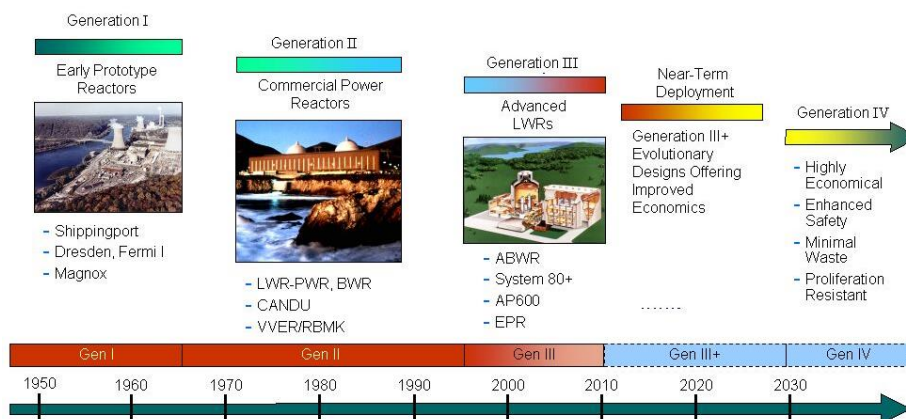 Generation I
Early Prototype
Reactors
- Shippingport
- Dresden, Fermi I
- Magnox
Generation II
Commercial Power
Reactors
- LWR-PWR, BWR
- CANDU
- VVER/RBMK
Generation III
Advanced
LWRs
- ABWR
- System 80+
- AP600
- EPR
Near-Term
Deployment
Generation III+
Evolutionary
Designs Offering
Improved
Economics
.......
Generation IV
- Highly
Economical
- Enhanced
Safety
- Minimal
Waste
- Proliferation
Resistant
Gen I
Gen II
Gen III
Gen III+
Gen IV
1950
1960
1970
1980
1990
2000
2010
2020
2030